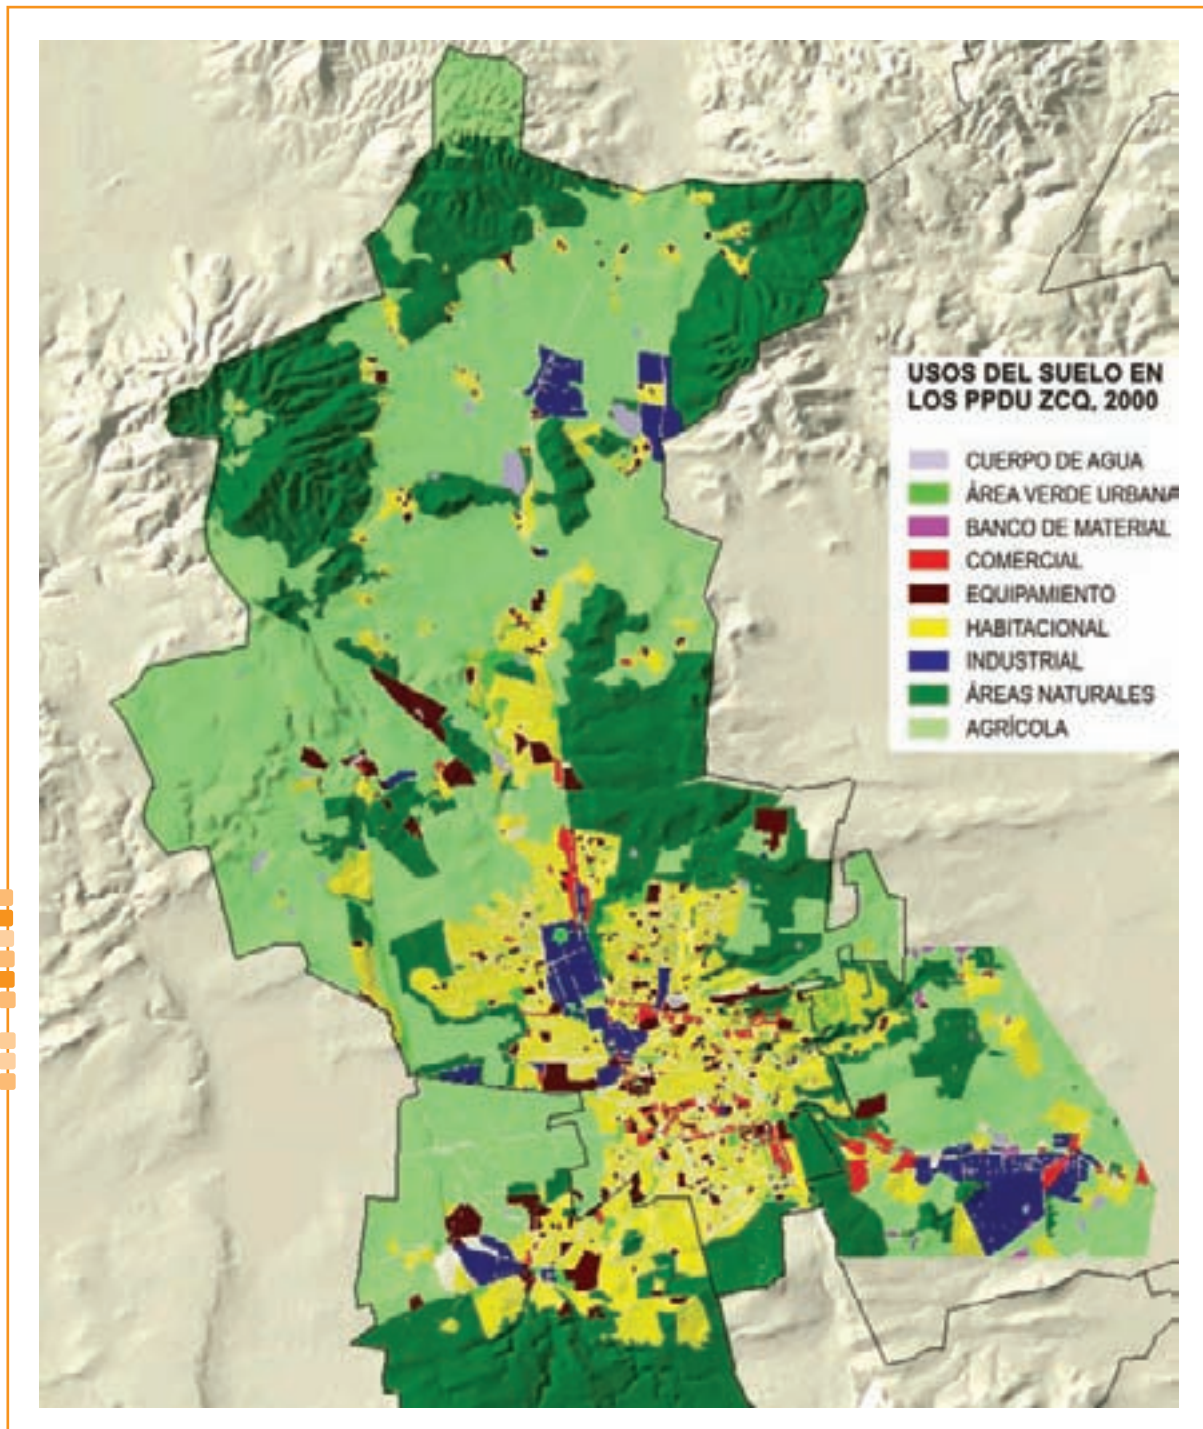 USOS DEL SUELO EN
LOS PPDU ZCQ, 2000
CUERPO DE AGUA
ÁREA VERDE URBANA
BANCO DE MATERIAL
COMERCIAL
EQUIPAMIENTO
HABITACIONAL
INDUSTRIAL
ÁREAS NATURALES
AGRÍCOLA